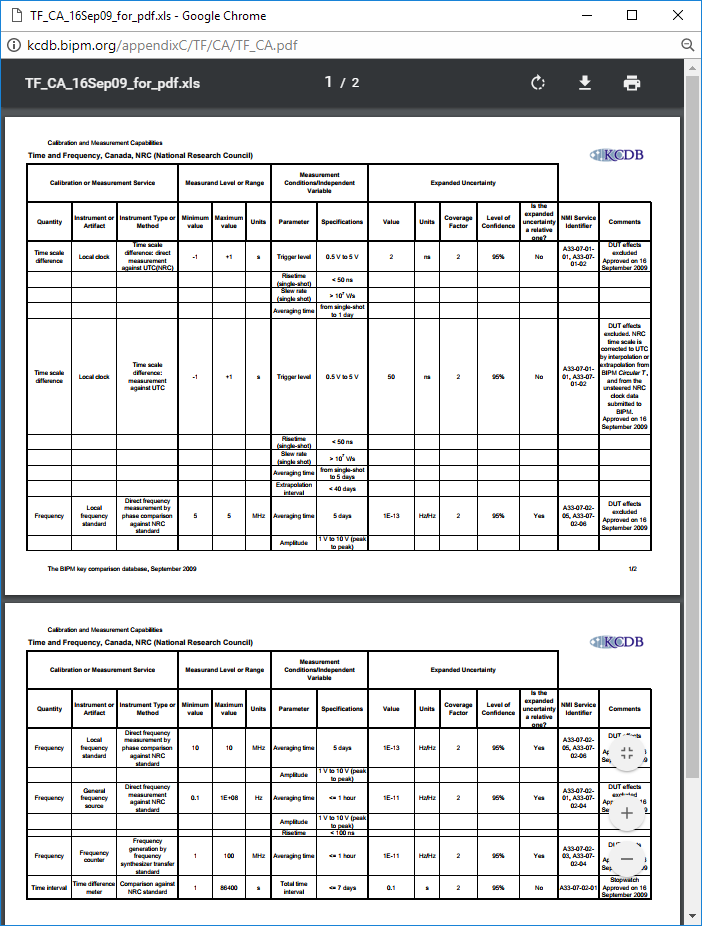 TF_CA_16Sep09_for_pdf.xls - Google Chrome
kcdb.bipm.org/appendixC/TF/CA/TF_CA.pdf
TF_CA_16Sep09_for_pdf.xls 1 / 2
Calibration and Measurement Capabilities
Time and Frequency, Canada, NRC (National Research Council)
KCDB
Calibration or Measurement Service
Measurand Level or Range
Measurement
Conditions/Independent
Variable
Expanded Uncertainty
Quantity
Instrument or
Artifact
Instrument Type or
Method
Minimum
value
Maximum
value
Units
Parameter
Specifications
Value
Units
Coverage
Factor
Level of
Confidence
Is the
expanded
uncertainty
a relative
one?
NMI Service
Identifier
Comments
Time scale
difference
Local clock
Time scale
difference: direct
measurement
against UTC(NRC)
-1
+1
s
Trigger level
0.5 V to 5 V
2
ns
2
95%
No
A33-07-01-
01, A33-07-
01-02
DUT effects
excluded
Approved on 16
September 2009
Risetime
(single-shot)
< 50 ns
Slew rate
(single shot)
> 10⁷ V/s
Averaging time
from single-shot
to 1 day
Time scale
difference
Local clock
Time scale
difference:
measurement
against UTC
-1
+1
s
Trigger level
0.5 V to 5 V
50
ns
2
95%
No
A33-07-01-
01, A33-07-
01-02
DUT effects
excluded. NRC
time scale is
corrected to UTC
by interpolation or
extrapolation from
BIPM Circular T,
and from the
unsteered NRC
clock data
submitted to
BIPM.
Approved on 16
September 2009
Risetime
(single-shot)
< 50 ns
Slew rate
(single shot)
> 10⁷ V/s
Averaging time
from single-shot
to 5 days
Extrapolation
interval
< 40 days
Frequency
Local
frequency
standard
Direct frequency
measurement by
phase comparison
against NRC
standard
5
5
MHz
Averaging time
5 days
1E-13
Hz/Hz
2
95%
Yes
A33-07-02-
05, A33-07-
02-06
DUT effects
excluded
Approved on 16
September 2009
Amplitude
1 V to 10 V (peak
to peak)
The BIPM key comparison database, September 2009
1/2
Calibration and Measurement Capabilities
Time and Frequency, Canada, NRC (National Research Council)
KCDB
Calibration or Measurement Service
Measurand Level or Range
Measurement
Conditions/Independent
Variable
Expanded Uncertainty
Quantity
Instrument or
Artifact
Instrument Type or
Method
Minimum
value
Maximum
value
Units
Parameter
Specifications
Value
Units
Coverage
Factor
Level of
Confidence
Is the
expanded
uncertainty
a relative
one?
NMI Service
Identifier
Comments
Frequency
Local
frequency
standard
Direct frequency
measurement by
phase comparison
against NRC
standard
10
10
MHz
Averaging time
5 days
1E-13
Hz/Hz
2
95%
Yes
A33-07-02-
05, A33-07-
02-06
DUT
Amplitude
1 V to 10 V (peak
to peak)
Frequency
General
frequency
source
Direct frequency
measurement
against NRC
standard
0.1
1E+08
Hz
Averaging time
<= 1 hour
1E-11
Hz/Hz
2
95%
Yes
A33-07-02-
01, A33-07-
02-04
DUT effects
excluded
Amplitude
1 V to 10 V (peak
to peak)
Risetime
< 100 ns
Frequency
Frequency
counter
Frequency
generation by
frequency
synthesizer transfer
standard
1
100
MHz
Averaging time
<= 1 hour
1E-11
Hz/Hz
2
95%
Yes
A33-07-02-
03, A33-07-
02-04
Time interval
Time difference
meter
Comparison against
NRC standard
1
86400
s
Total time
interval
<= 7 days
0.1
s
2
95%
No
A33-07-02-01
Stopwatch
Approved on 16
September 2009